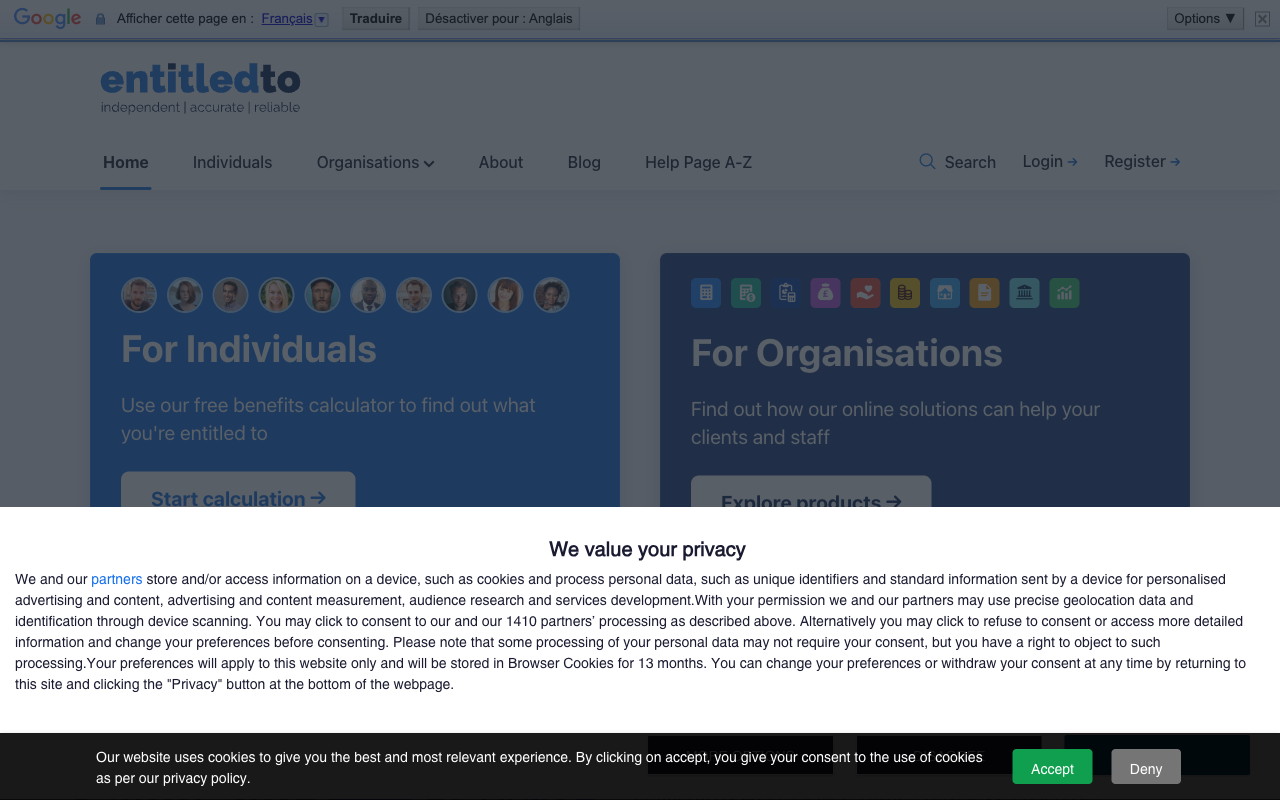 Google Afficher cette page en : Français Traduire Désactiver pour : Anglais Options ▼
entitledto
independent | accurate | reliable
Home Individuals Organisations About Blog Help Page A-Z Search Login → Register →
For Individuals
Use our free benefits calculator to find out what
you're entitled to
Start calculation →
For Organisations
Find out how our online solutions can help your
clients and staff
Explore products →
We value your privacy
We and our partners store and/or access information on a device, such as cookies and process personal data, such as unique identifiers and standard information sent by a device for personalised
advertising and content, advertising and content measurement, audience research and services development.With your permission we and our partners may use precise geolocation data and
identification through device scanning. You may click to consent to our and our 1410 partners' processing as described above. Alternatively you may click to refuse to consent or access more detailed
information and change your preferences before consenting. Please note that some processing of your personal data may not require your consent, but you have a right to object to such
processing.Your preferences will apply to this website only and will be stored in Browser Cookies for 13 months. You can change your preferences or withdraw your consent at any time by returning to
this site and clicking the "Privacy" button at the bottom of the webpage.
Our website uses cookies to give you the best and most relevant experience. By clicking on accept, you give your consent to the use of cookies
as per our privacy policy.
Accept Deny